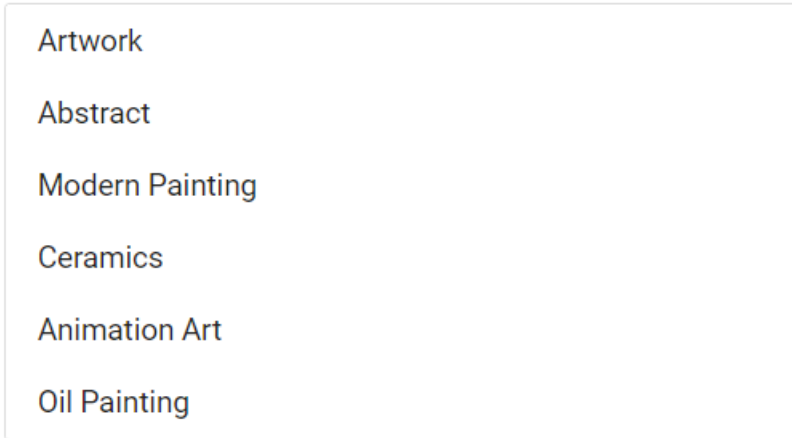 Artwork
Abstract
Modern Painting
Ceramics
Animation Art
Oil Painting